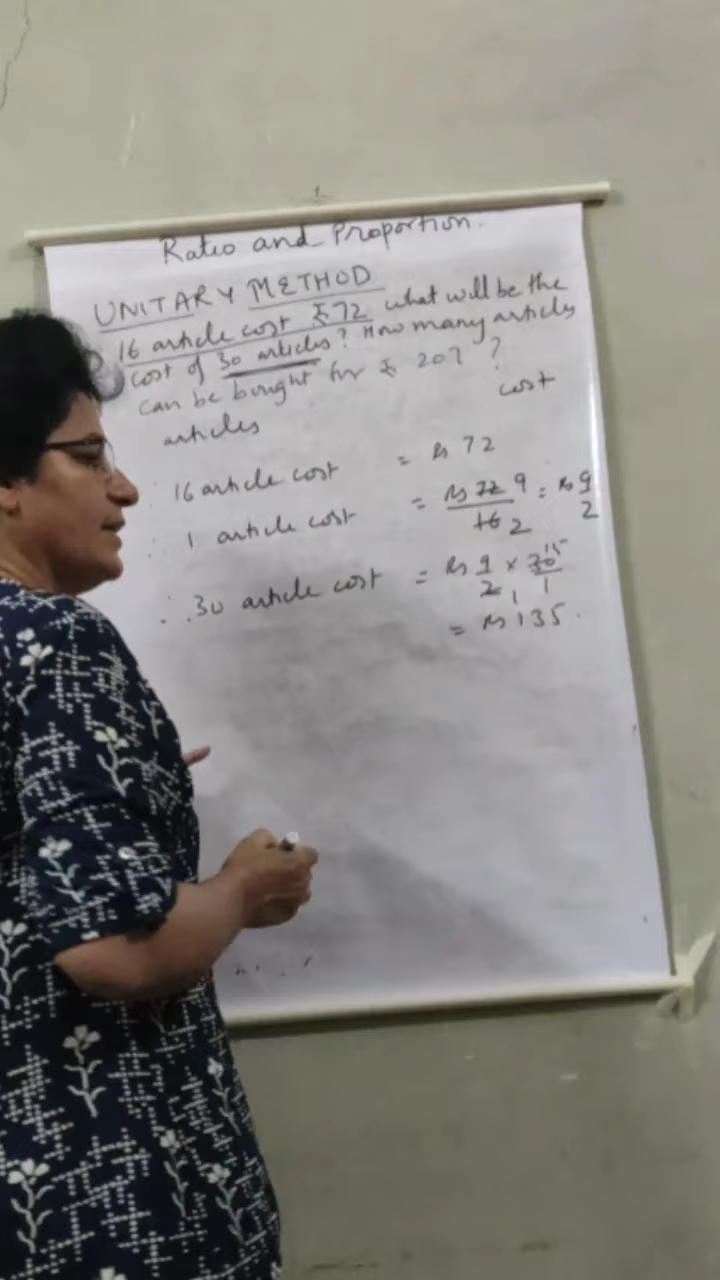 Ratio and Proportion.
UNITARY METHOD
16 article cost ₹72 what will be the
cost of 30 articles? How many articles
can be bought for ₹ 207 ?
articles cost
16 article cost = Rs 72
∴ 1 article cost = Rs 72 9 / 16 2 = Rs 9/2
∴ 30 article cost = Rs 9/2 1 × 30 15 / 1
= Rs 135.